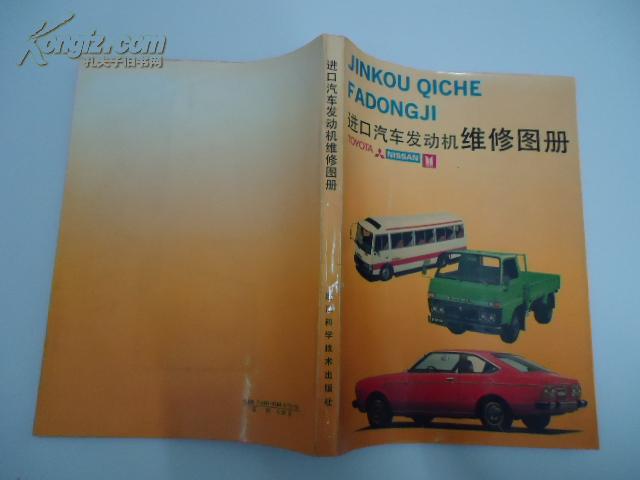 Kongfz.com
孔夫子旧书网
JINKOU QICHE
FADONGJI
进口汽车发动机维修图册
TOYOTA NISSAN
进口汽车发动机维修图册
科学技术出版社